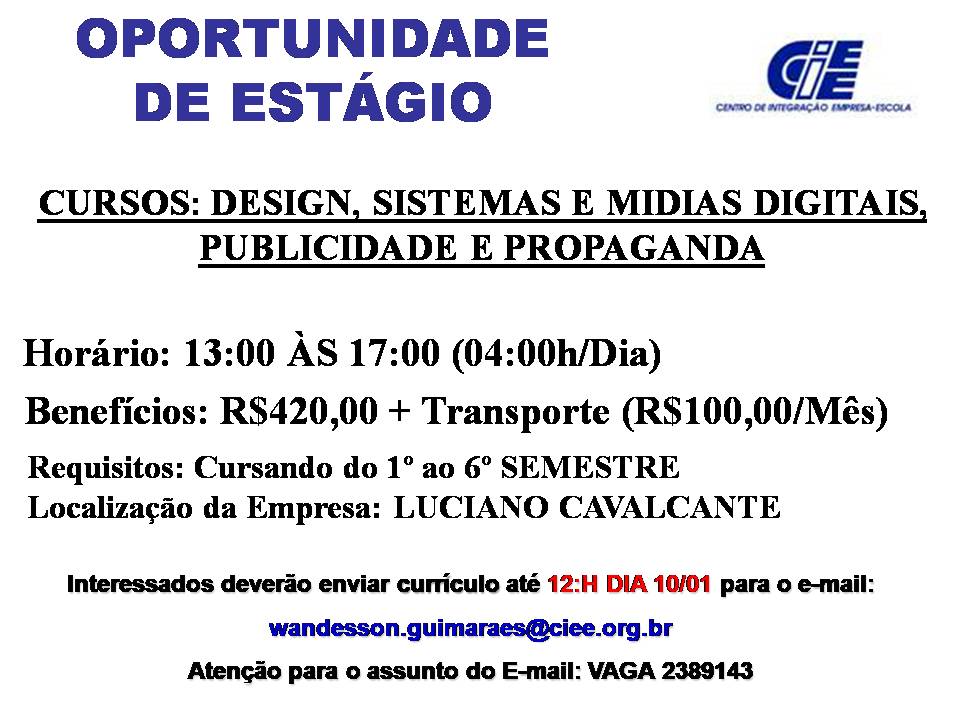 OPORTUNIDADE
DE ESTÁGIO
CIEE
CENTRO DE INTEGRAÇÃO EMPRESA-ESCOLA
CURSOS: DESIGN, SISTEMAS E MIDIAS DIGITAIS,
PUBLICIDADE E PROPAGANDA
Horário: 13:00 ÀS 17:00 (04:00h/Dia)
Benefícios: R$420,00 + Transporte (R$100,00/Mês)
Requisitos: Cursando do 1º ao 6º SEMESTRE
Localização da Empresa: LUCIANO CAVALCANTE
Interessados deverão enviar currículo até 12:H DIA 10/01 para o e-mail:
wandesson.guimaraes@ciee.org.br
Atenção para o assunto do E-mail: VAGA 2389143